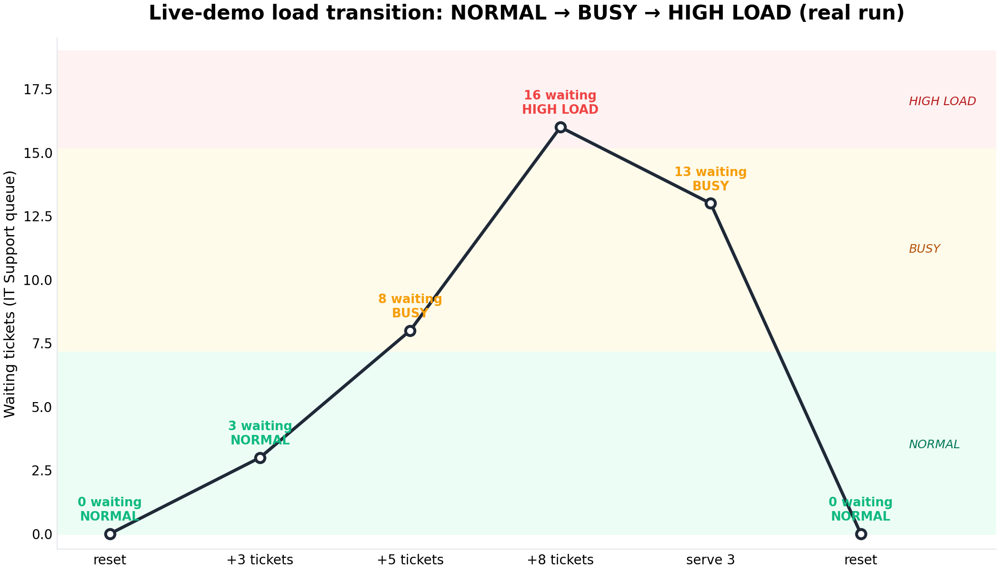 Live-demo load transition: NORMAL → BUSY → HIGH LOAD (real run)
Waiting tickets (IT Support queue)
17.5
15.0
12.5
10.0
7.5
5.0
2.5
0.0
16 waiting
HIGH LOAD
HIGH LOAD
13 waiting
BUSY
BUSY
8 waiting
BUSY
3 waiting
NORMAL
NORMAL
0 waiting
NORMAL
0 waiting
NORMAL
reset
+3 tickets
+5 tickets
+8 tickets
serve 3
reset